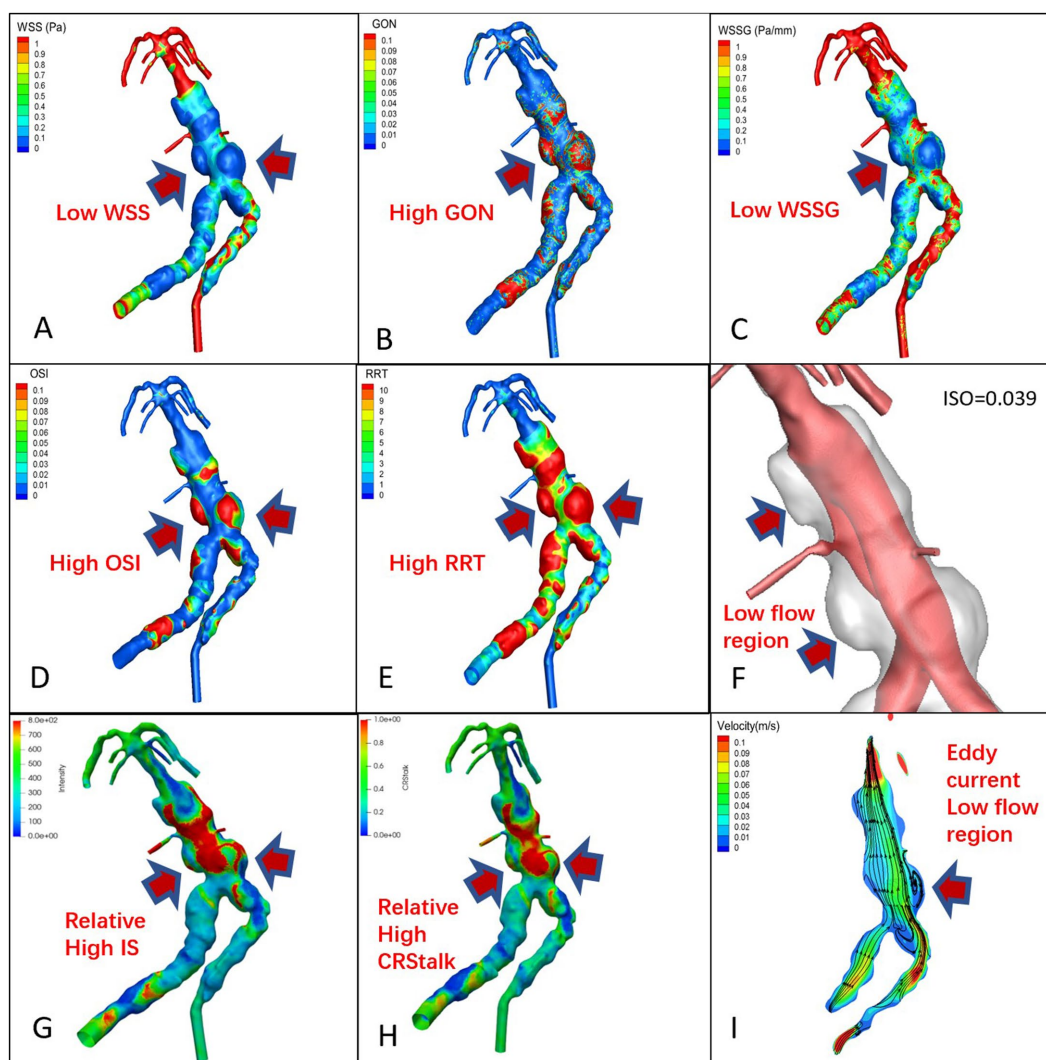 WSS (Pa)
1
0.9
0.8
0.7
0.6
0.5
0.4
0.3
0.2
0.1
0
Low WSS
A
GON
0.1
0.09
0.08
0.07
0.06
0.05
0.04
0.03
0.02
0.01
0
High GON
B
WSSG (Pa/mm)
1
0.9
0.8
0.7
0.6
0.5
0.4
0.3
0.2
0.1
0
Low WSSG
C
OSI
0.1
0.09
0.08
0.07
0.06
0.05
0.04
0.03
0.02
0.01
0
High OSI
D
RRT
10
9
8
7
6
5
4
3
2
1
0
High RRT
E
ISO=0.039
Low flow
region
F
8.0e+02
700
600
500
400
300
200
100
0.0e+00
Intensity
Relative
High IS
G
1.0e+00
0.8
0.6
0.4
0.2
0.0e+00
CRStalk
Relative
High
CRStalk
H
Velocity(m/s)
0.1
0.09
0.08
0.07
0.06
0.05
0.04
0.03
0.02
0.01
0
Eddy
current
Low flow
region
I